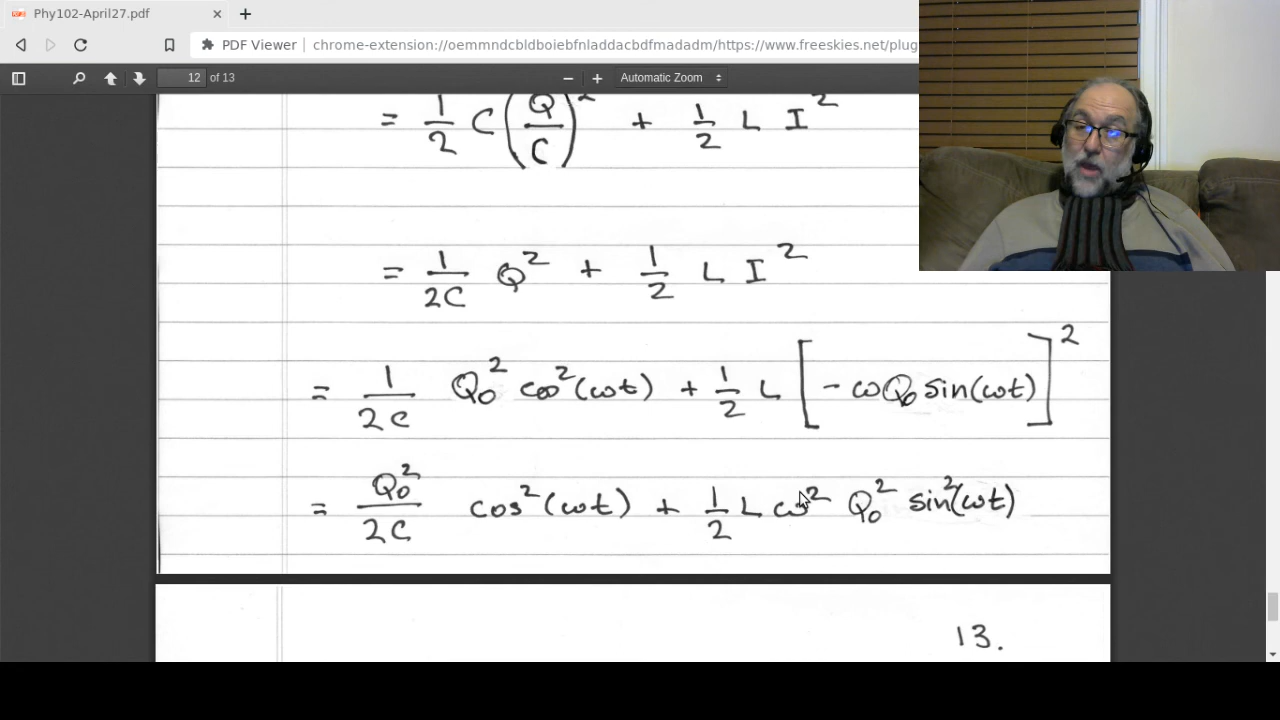 Phy102-April27.pdf
PDF Viewer chrome-extension://oemmndcbldboiebfnladdacbdfmadadm/https://www.freeskies.net/plug
12 of 13 Automatic Zoom
= 1/2 C (Q/C)² + 1/2 L I²
= 1/2C Q² + 1/2 L I²
= 1/2C Q₀² cos²(ωt) + 1/2 L [-ωQ₀ sin(ωt)]²
= Q₀²/2C cos²(ωt) + 1/2 L ω² Q₀² sin²(ωt)
13.